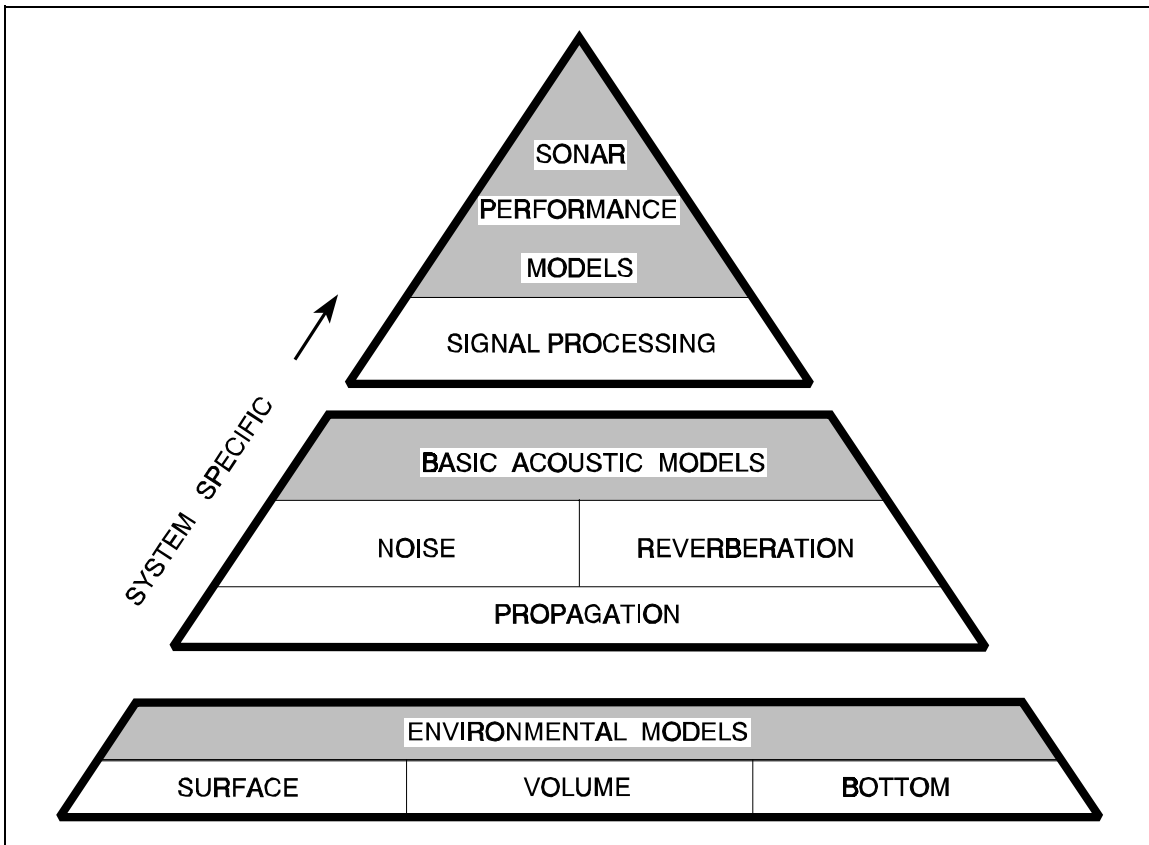 SONAR
PERFORMANCE
MODELS
SIGNAL PROCESSING
SYSTEM SPECIFIC
BASIC ACOUSTIC MODELS
NOISE
REVERBERATION
PROPAGATION
ENVIRONMENTAL MODELS
SURFACE
VOLUME
BOTTOM